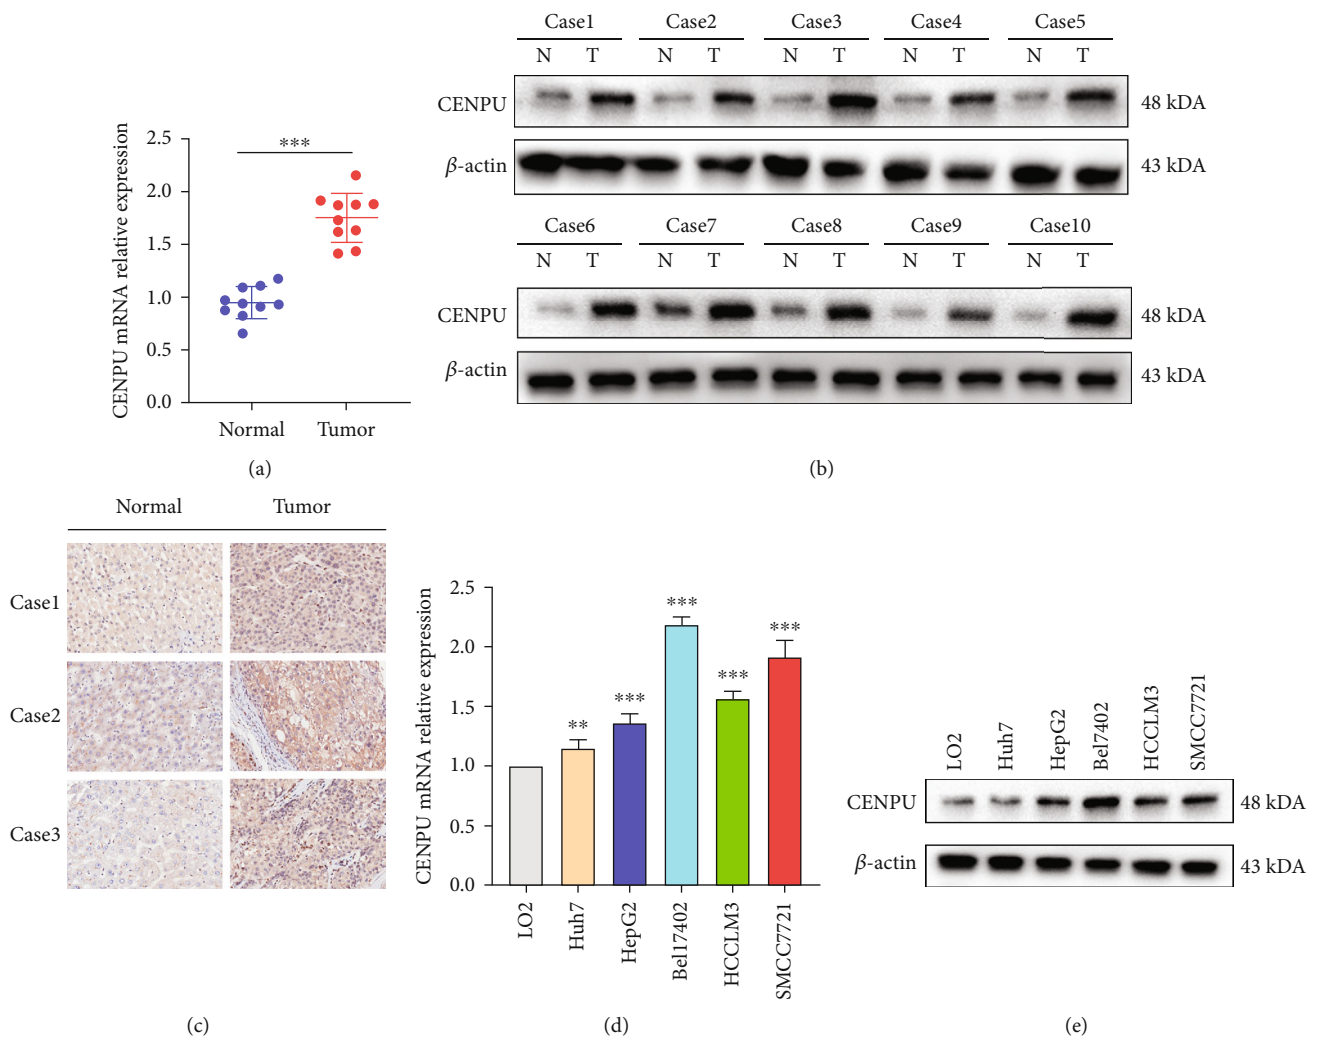 CENPU mRNA relative expression
2.5
2.0
1.5
1.0
0.5
0.0
***
Normal Tumor
(a)
Case1 Case2 Case3 Case4 Case5
N T N T N T N T N T
CENPU 48 kDA
β-actin 43 kDA
Case6 Case7 Case8 Case9 Case10
N T N T N T N T N T
CENPU 48 kDA
β-actin 43 kDA
(b)
Normal Tumor
Case1
Case2
Case3
(c)
CENPU mRNA relative expression
2.5
2.0
1.5
1.0
0.5
0.0
** *** *** *** ***
LO2 Huh7 HepG2 Bel17402 HCCLM3 SMCC7721
(d)
LO2 Huh7 HepG2 Bel7402 HCCLM3 SMCC7721
CENPU 48 kDA
β-actin 43 kDA
(e)